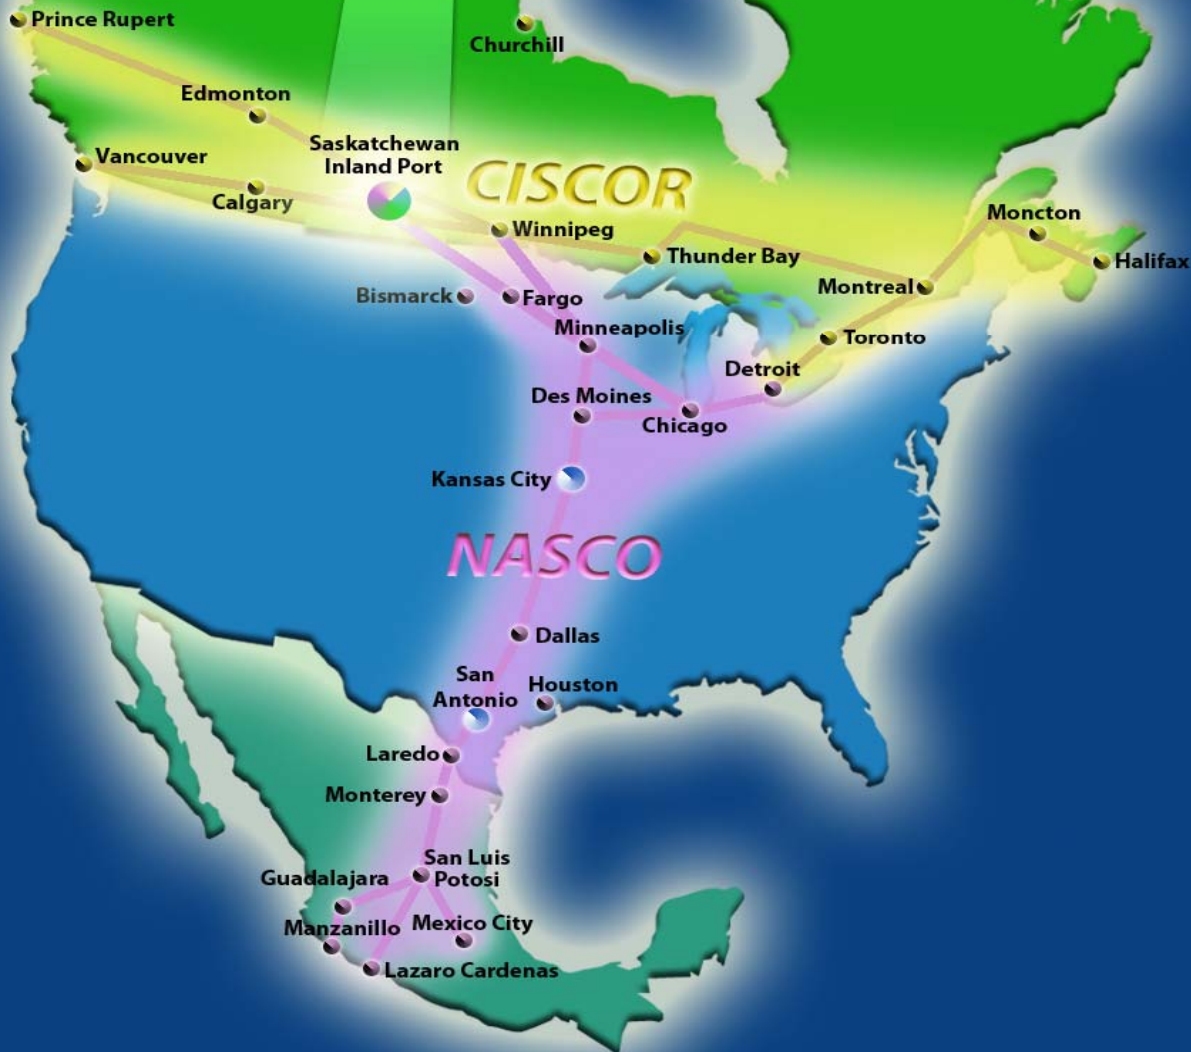 Prince Rupert
Churchill
Edmonton
Saskatchewan
Inland Port
Vancouver
CISCOR
Calgary
Winnipeg
Moncton
Thunder Bay
Halifax
Montreal
Bismarck
Fargo
Minneapolis
Toronto
Detroit
Des Moines
Chicago
Kansas City
NASCO
Dallas
San
Antonio
Houston
Laredo
Monterey
San Luis
Potosi
Guadalajara
Manzanillo
Mexico City
Lazaro Cardenas